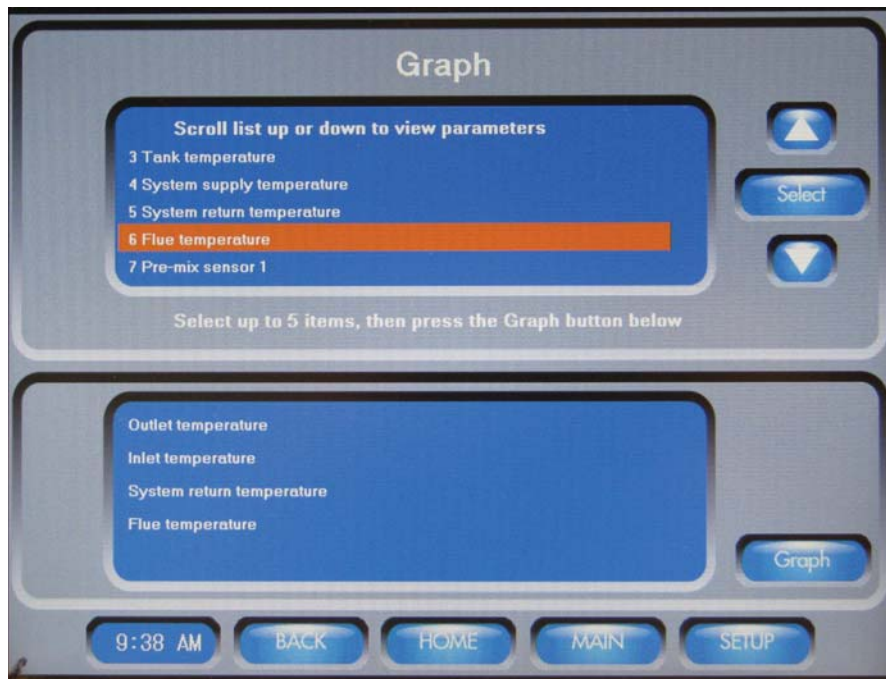 Graph
Scroll list up or down to view parameters
3 Tank temperature
4 System supply temperature
5 System return temperature
6 Flue temperature
7 Pre-mix sensor 1
Select
Select up to 5 items, then press the Graph button below
Outlet temperature
Inlet temperature
System return temperature
Flue temperature
Graph
9:38 AM
BACK
HOME
MAIN
SETUP